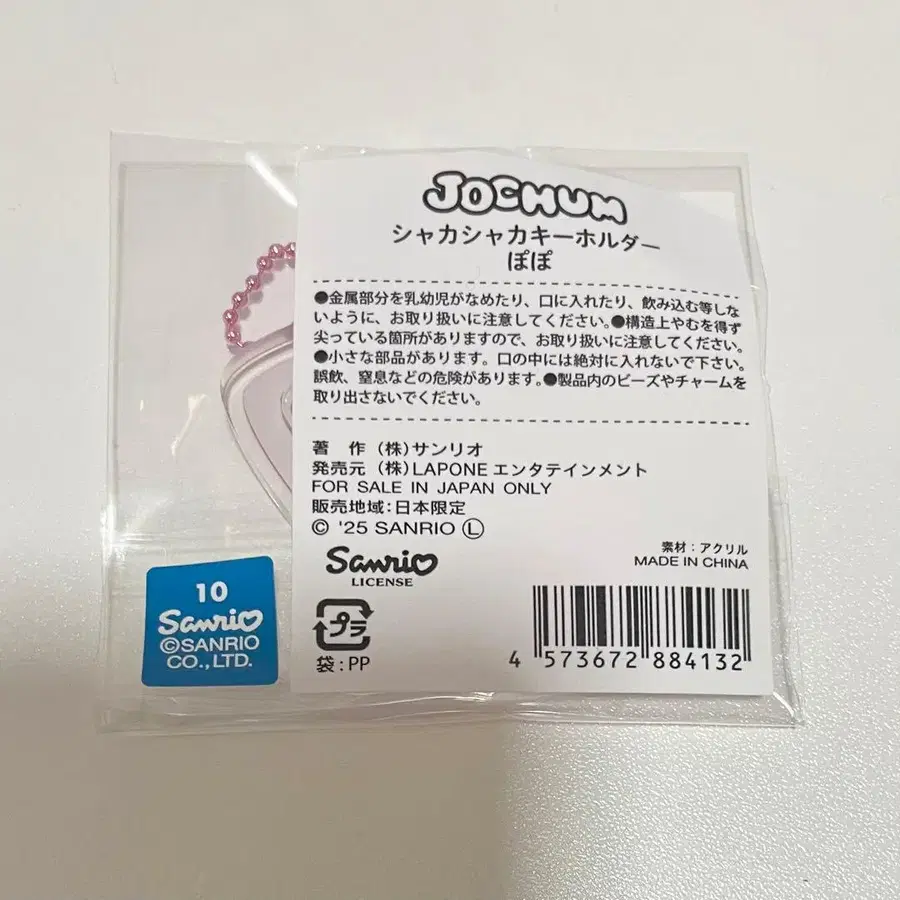 JOCHUM
シャカシャカキーホルダー
ぽぽ
●金属部分を乳幼児がなめたり、口に入れたり、飲み込む等しな
いように、お取り扱いに注意してください。●構造上やむを得ず
尖っている箇所がありますので、お取り扱いに注意してください。
●小さな部品があります。口の中には絶対に入れないで下さい。
誤飲、窒息などの危険があります。●製品内のビーズやチャームを
取り出さないでください。
著 作 (株)サンリオ
発売元 (株)LAPONEエンタテインメント
FOR SALE IN JAPAN ONLY
販売地域:日本限定
© '25 SANRIO Ⓛ
Sanrio
LICENSE
素材:アクリル
MADE IN CHINA
プラ
袋:PP
4 573672 884132
10
Sanrio
©SANRIO
CO.,LTD.